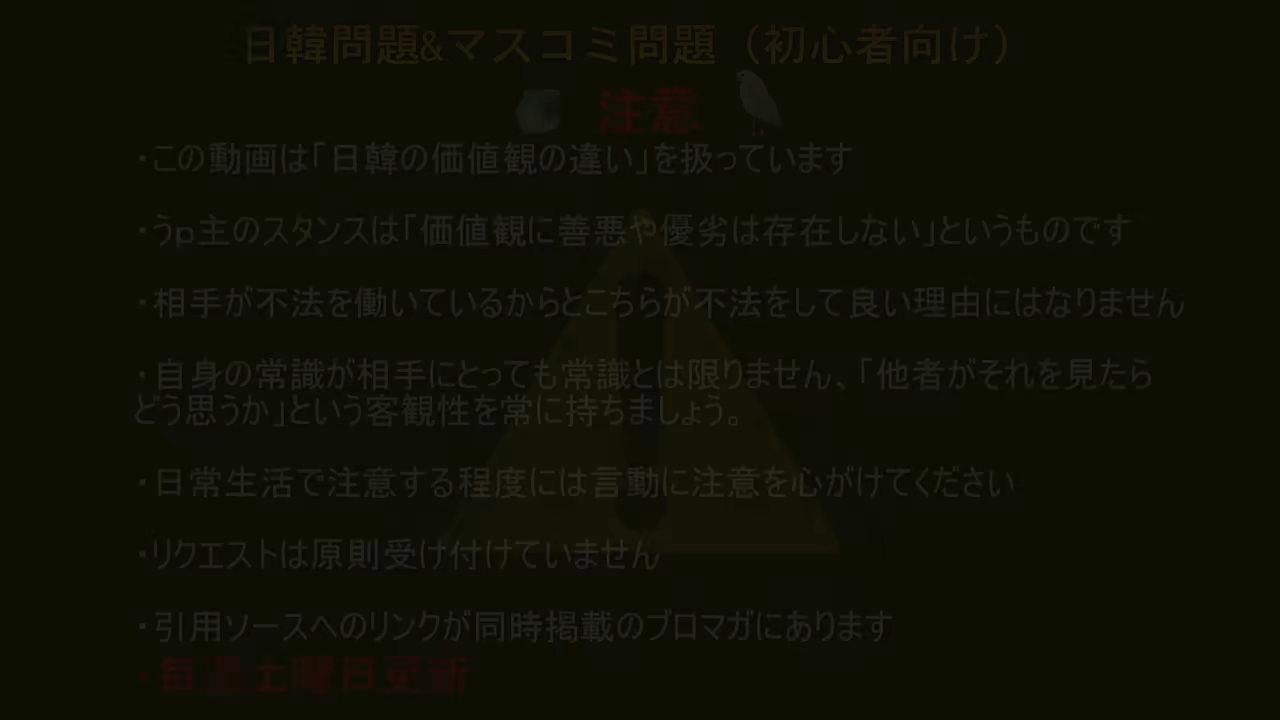 日韓問題&マスコミ問題（初心者向け）
注意
・この動画は「日韓の価値観の違い」を扱っています
・うp主のスタンスは「価値観に善悪や優劣は存在しない」というものです
・相手が不法を働いているからとこちらが不法をして良い理由にはなりません
・自身の常識が相手にとっても常識とは限りません、「他者がそれを見たら
どう思うか」という客観性を常に持ちましょう。
・日常生活で注意する程度には言動に注意を心がけてください
・リクエストは原則受け付けていません
・引用ソースへのリンクが同時掲載のブロマガにあります
・毎週土曜日更新